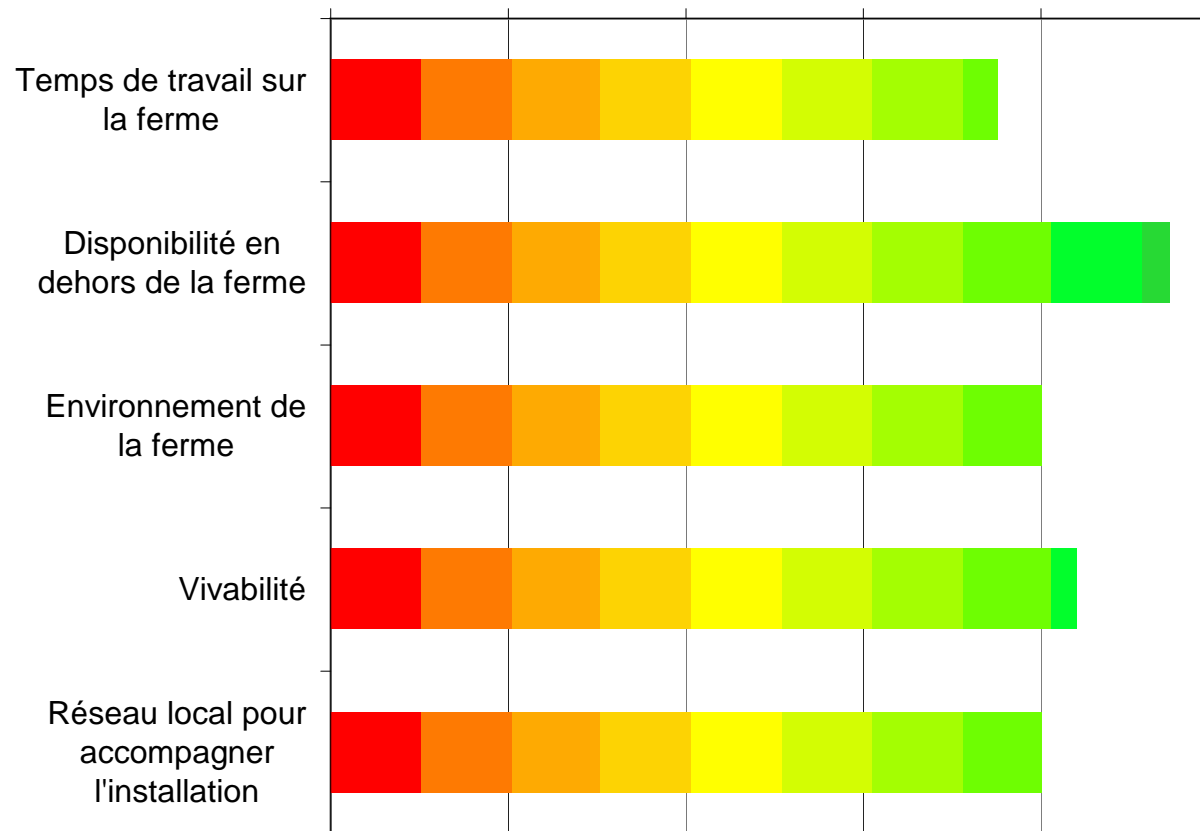 Temps de travail sur
la ferme
Disponibilité en
dehors de la ferme
Environnement de
la ferme
Vivabilité
Réseau local pour
accompagner
l'installation